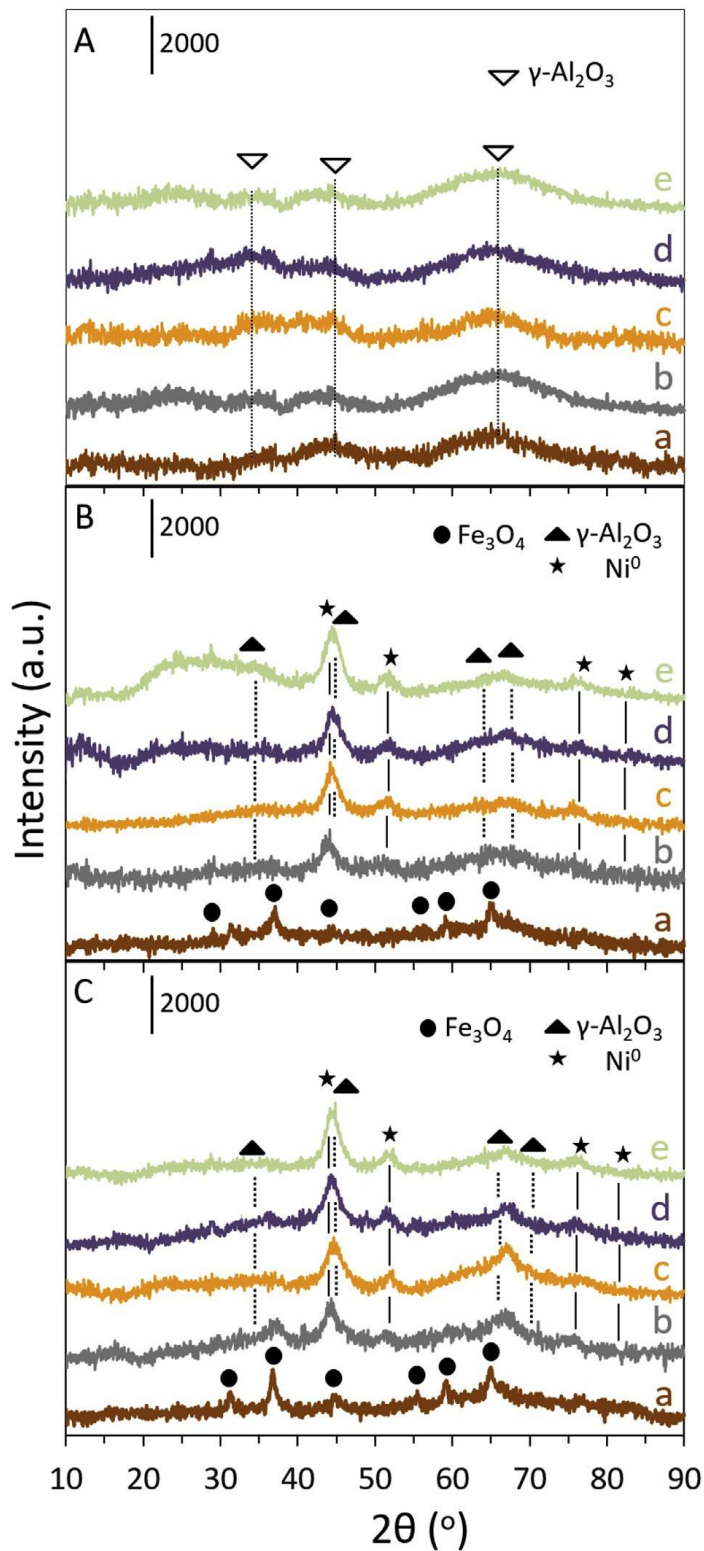 A
2000
γ-Al₂O₃
e
d
c
b
a
B
2000
Fe₃O₄
γ-Al₂O₃
Ni⁰
e
d
c
b
a
C
2000
Fe₃O₄
γ-Al₂O₃
Ni⁰
e
d
c
b
a
Intensity (a.u.)
10 20 30 40 50 60 70 80 90
2θ (°)